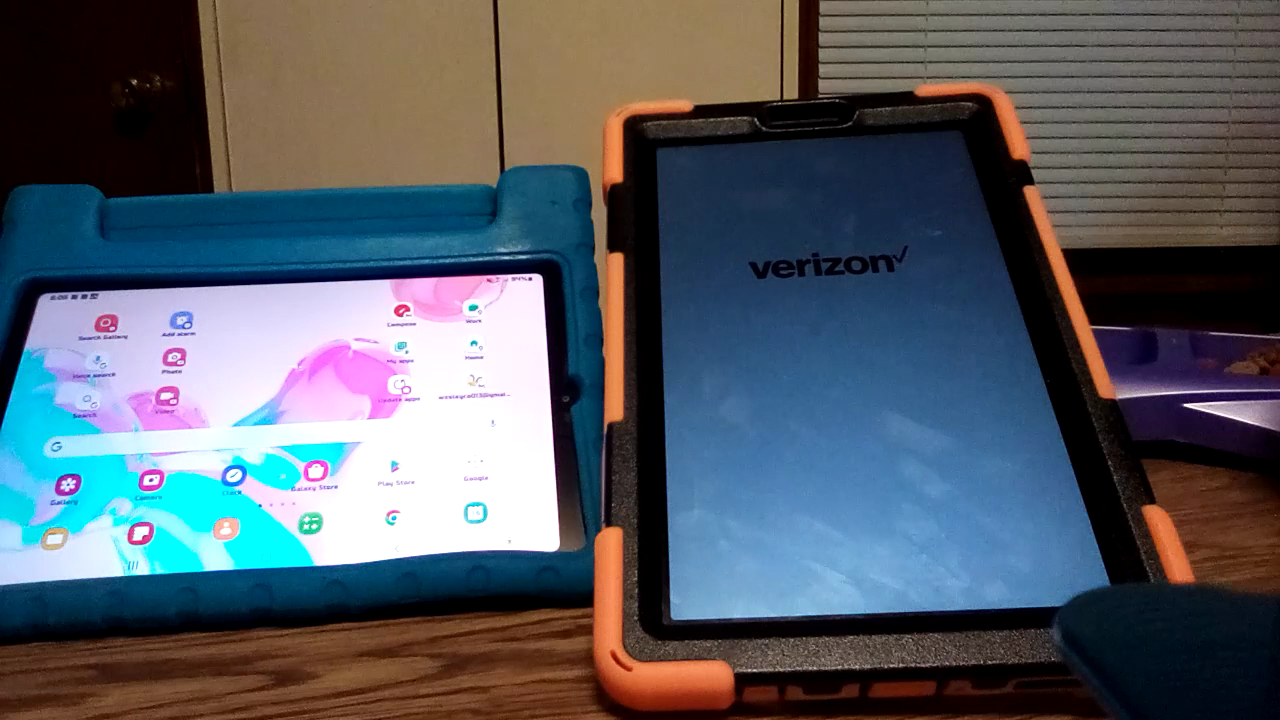 Search Gallery
Add alarm
Compose
Work
Voice search
Photo
My apps
Home
Search
Video
Update apps
Gallery
Camera
Clock
Galaxy Store
Play Store
Google
verizon